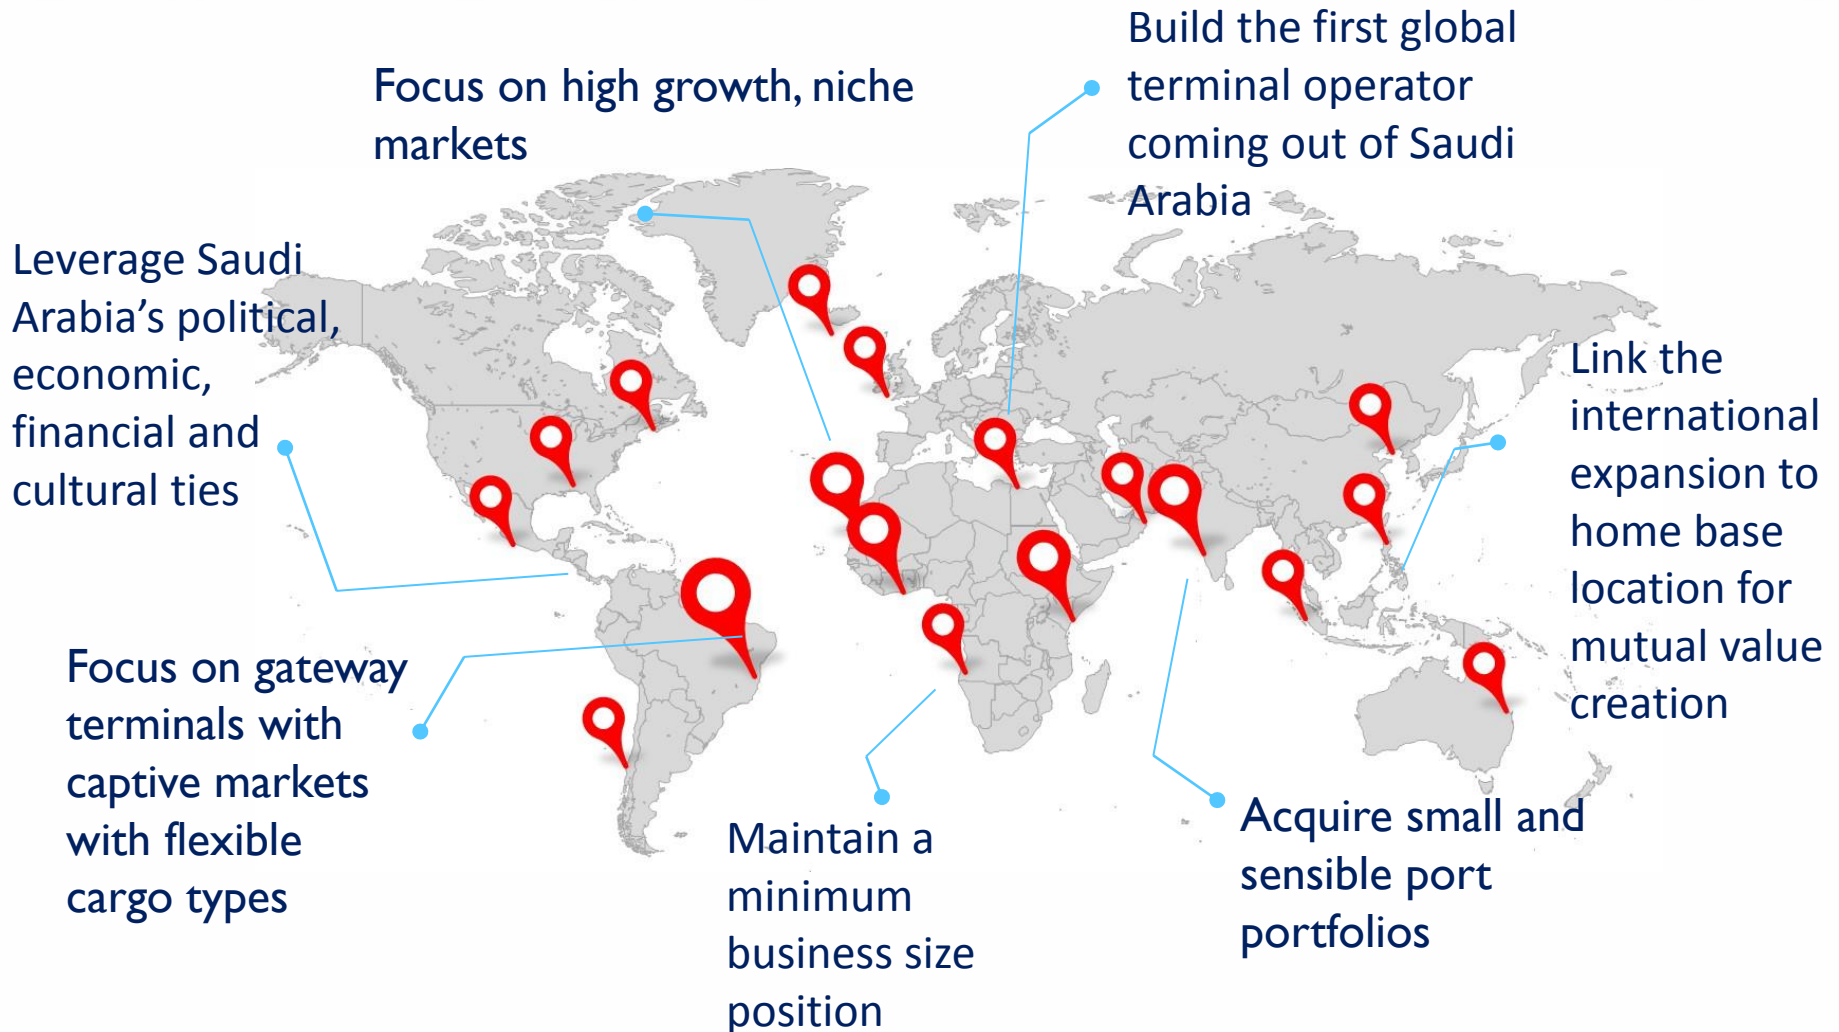 Build the first global
terminal operator
coming out of Saudi
Arabia
Focus on high growth, niche
markets
Leverage Saudi
Arabia’s political,
economic,
financial and
cultural ties
Link the
international
expansion to
home base
location for
mutual value
creation
Focus on gateway
terminals with
captive markets
with flexible
cargo types
Maintain a
minimum
business size
position
Acquire small and
sensible port
portfolios